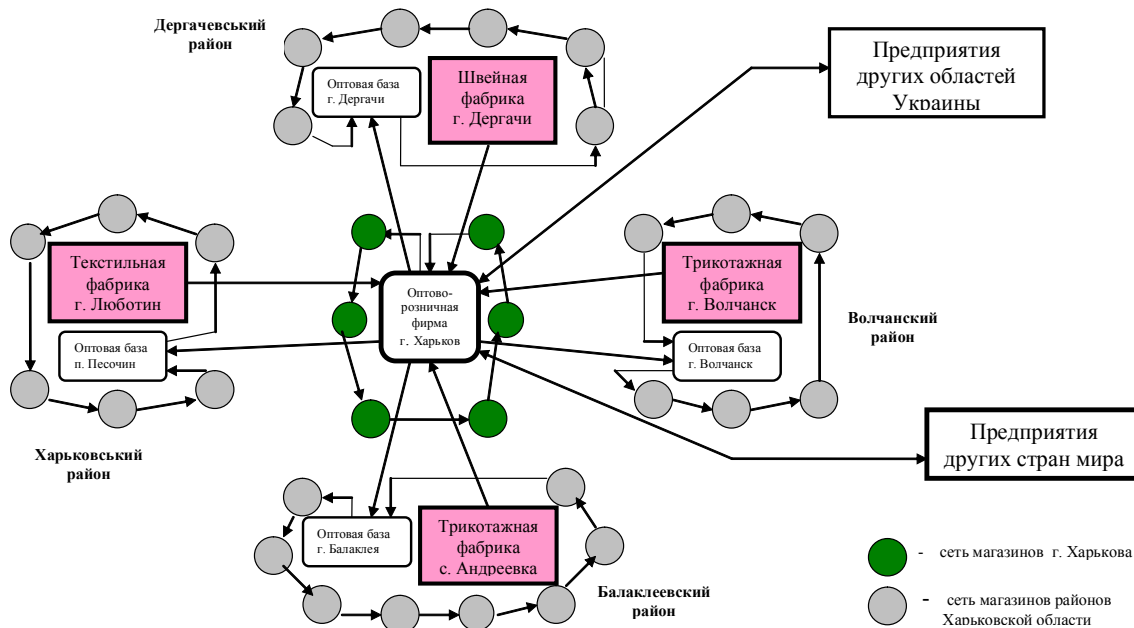 Дергачевський
район
Оптовая база
г. Дергачи
Швейная
фабрика
г. Дергачи
Предприятия
других областей
Украины
Текстильная
фабрика
г. Люботин
Оптовая база
п. Песочин
Харьковський
район
Оптово-
розничная
фирма
г. Харьков
Трикотажная
фабрика
г. Волчанск
Оптовая база
г. Волчанск
Волчанский
район
Предприятия
других стран мира
Оптовая база
г. Балаклея
Трикотажная
фабрика
с. Андреевка
Балаклеевский
район
- сеть магазинов г. Харькова
- сеть магазинов районов
Харьковской области